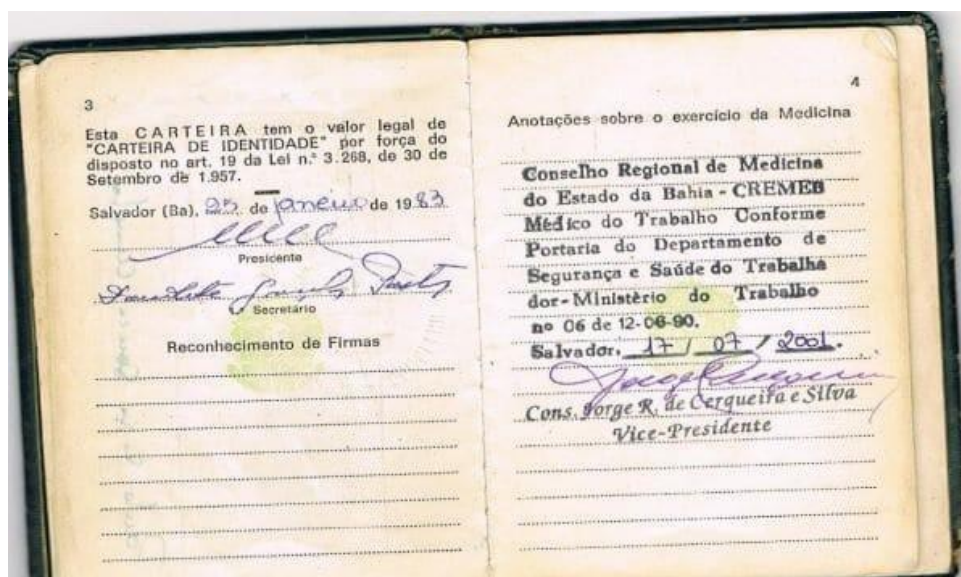 3
Esta CARTEIRA tem o valor legal de
"CARTEIRA DE IDENTIDADE" por força do
disposto no art. 19 da Lei n.º 3.268, de 30 de
Setembro de 1.957.
Salvador (Ba), 25 de janeiro de 1983
Presidente
Secretário
Reconhecimento de Firmas
4
Anotações sobre o exercício da Medicina
Conselho Regional de Medicina
do Estado da Bahia - CREMEB
Médico do Trabalho Conforme
Portaria do Departamento de
Segurança e Saúde do Trabalha
dor - Ministério do Trabalho
nº 06 de 12-06-90.
Salvador, 17 / 07 / 2001.
Cons. Jorge R. de Cerqueira e Silva
Vice-Presidente